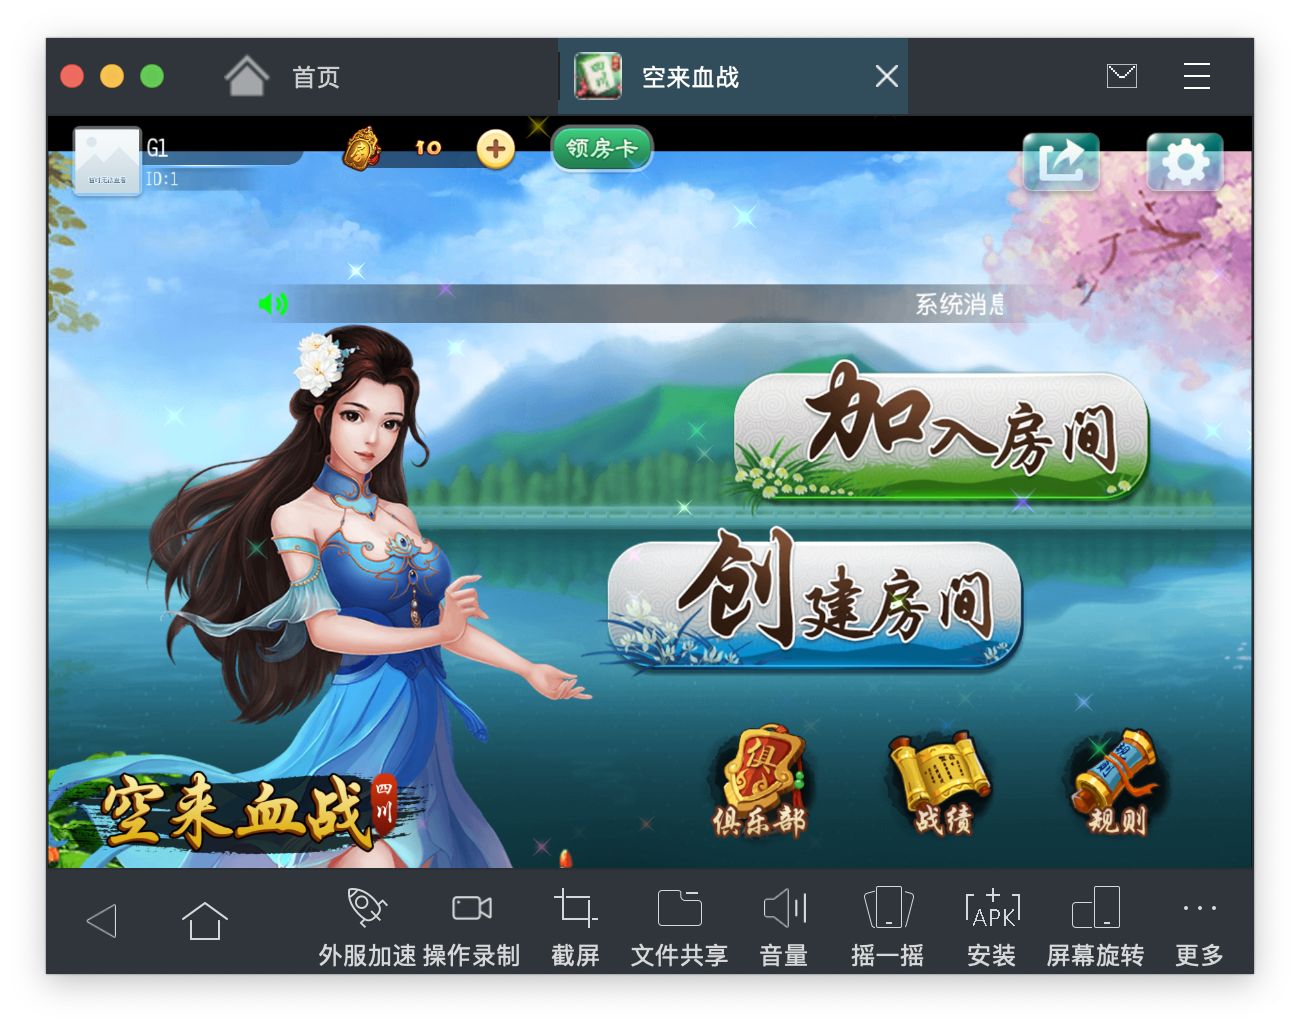 首页
空来血战
G1
ID:1
10
领房卡
系统消息
加入房间
创建房间
空来血战
四川
俱
俱乐部
战绩
规则
外服加速
操作录制
截屏
文件共享
音量
摇一摇
APK
安装
屏幕旋转
更多